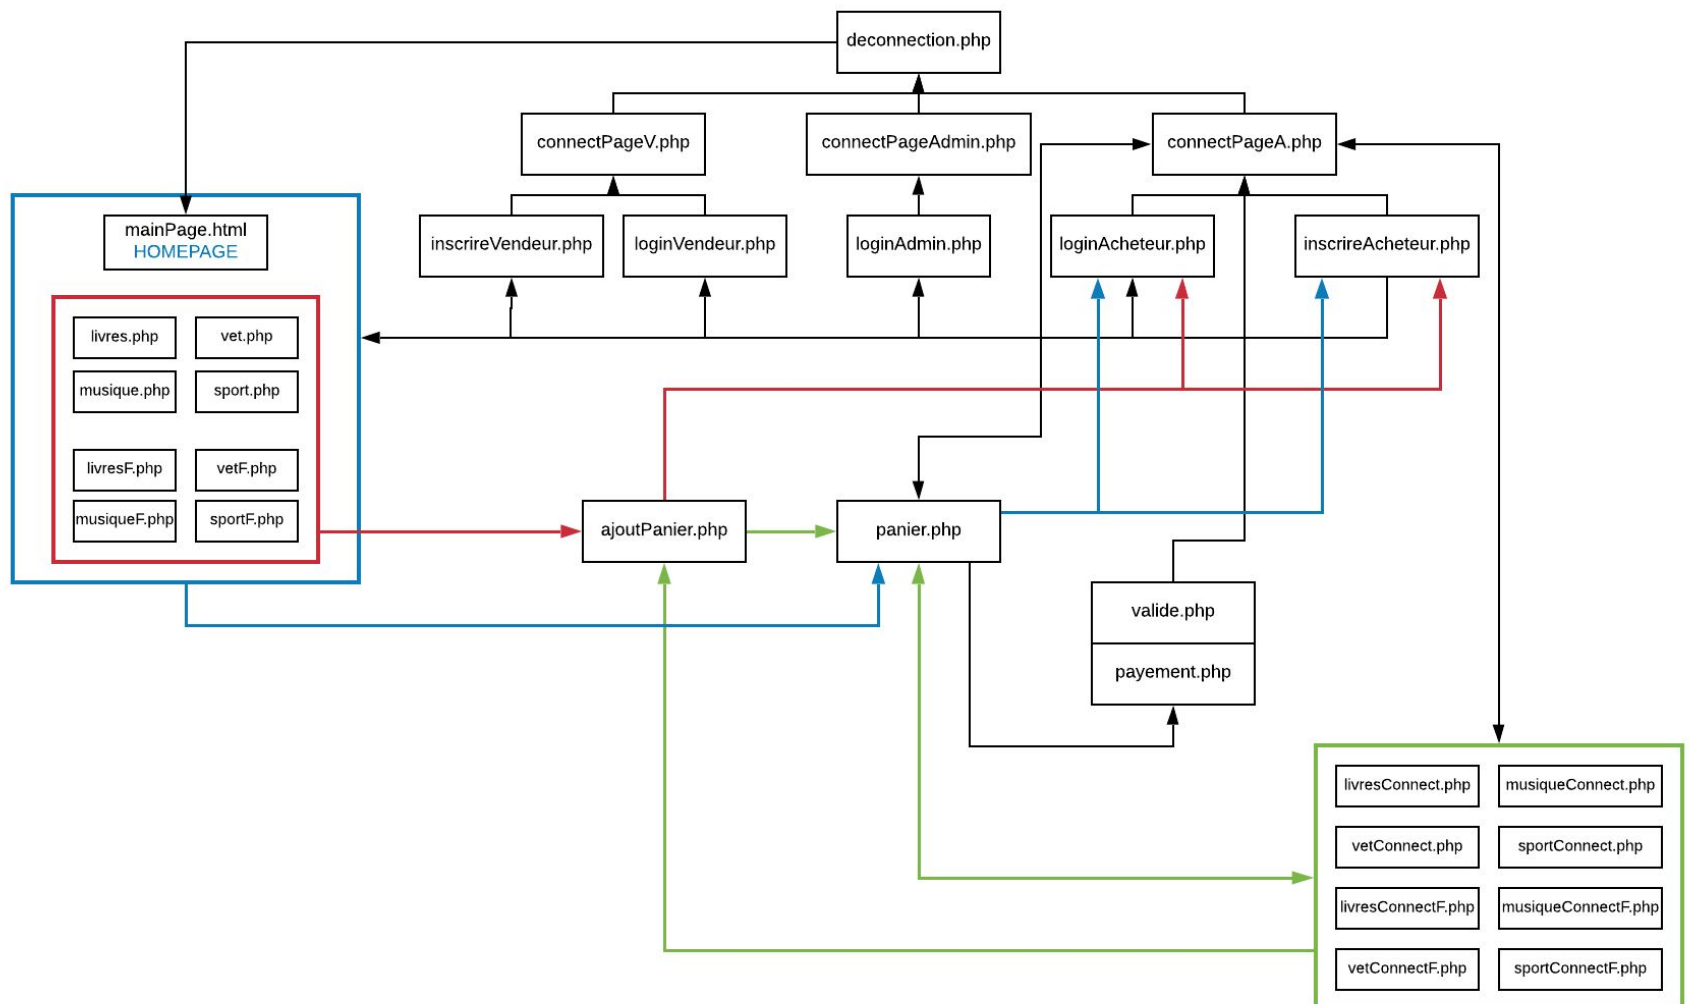 deconnection.php
connectPageV.php
connectPageAdmin.php
connectPageA.php
mainPage.html
HOMEPAGE
inscrireVendeur.php
loginVendeur.php
loginAdmin.php
loginAcheteur.php
inscrireAcheteur.php
livres.php
vet.php
musique.php
sport.php
livresF.php
vetF.php
musiqueF.php
sportF.php
ajoutPanier.php
panier.php
valide.php
payement.php
livresConnect.php
musiqueConnect.php
vetConnect.php
sportConnect.php
livresConnectF.php
musiqueConnectF.php
vetConnectF.php
sportConnectF.php